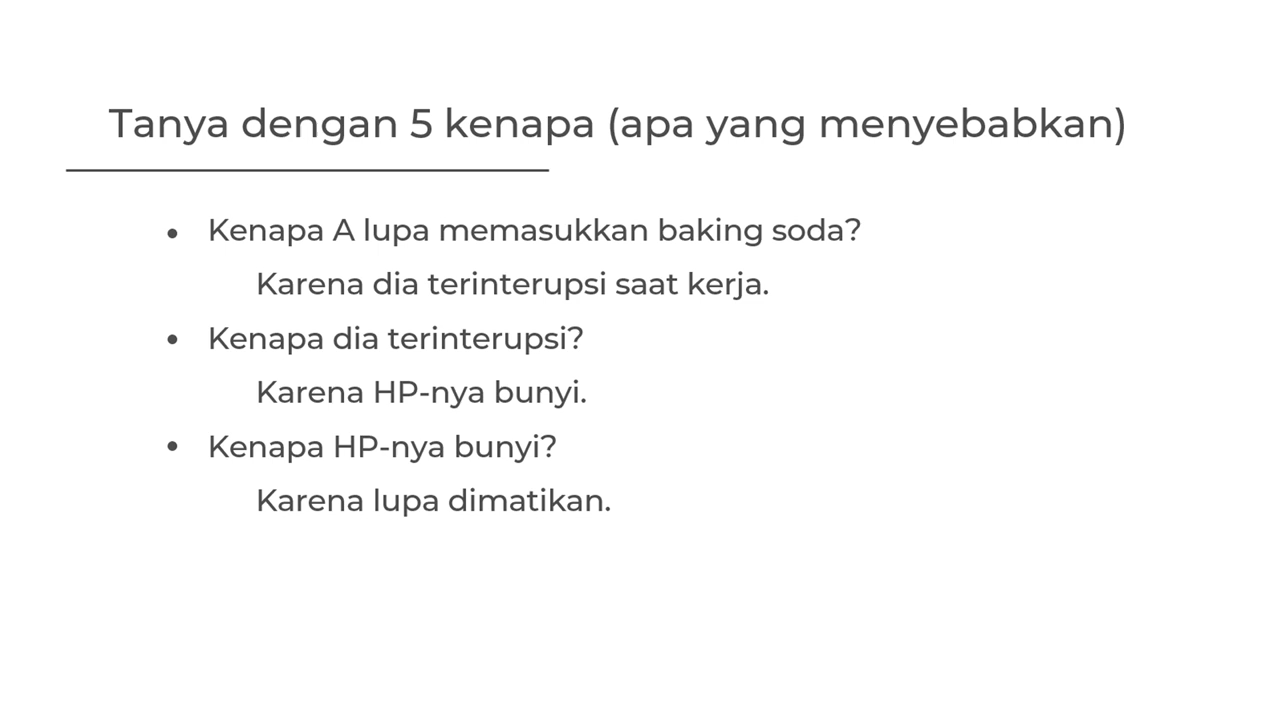 Tanya dengan 5 kenapa (apa yang menyebabkan)
• Kenapa A lupa memasukkan baking soda?
Karena dia terinterupsi saat kerja.
• Kenapa dia terinterupsi?
Karena HP-nya bunyi.
• Kenapa HP-nya bunyi?
Karena lupa dimatikan.